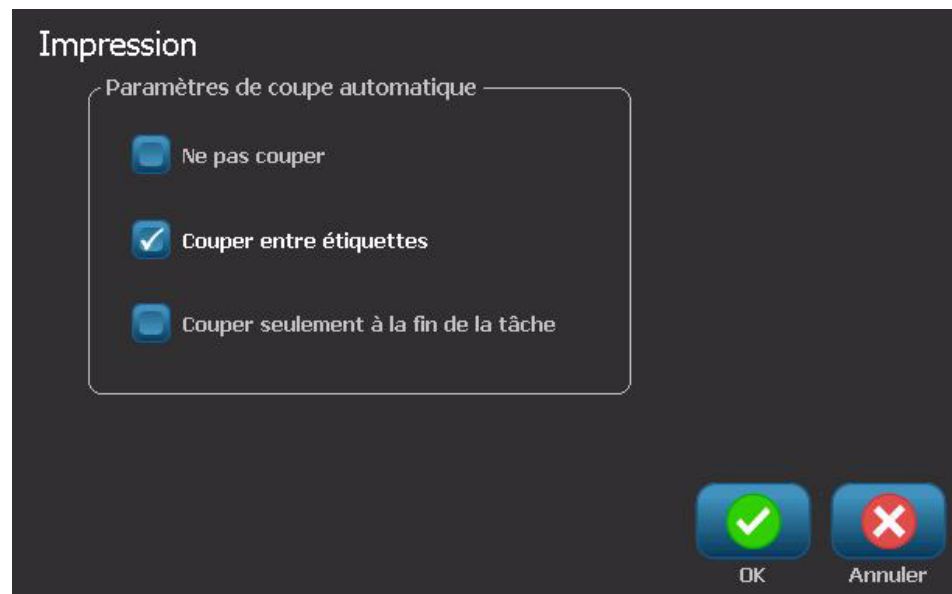 Impression
Paramètres de coupe automatique
Ne pas couper
Couper entre étiquettes
Couper seulement à la fin de la tâche
OK
Annuler